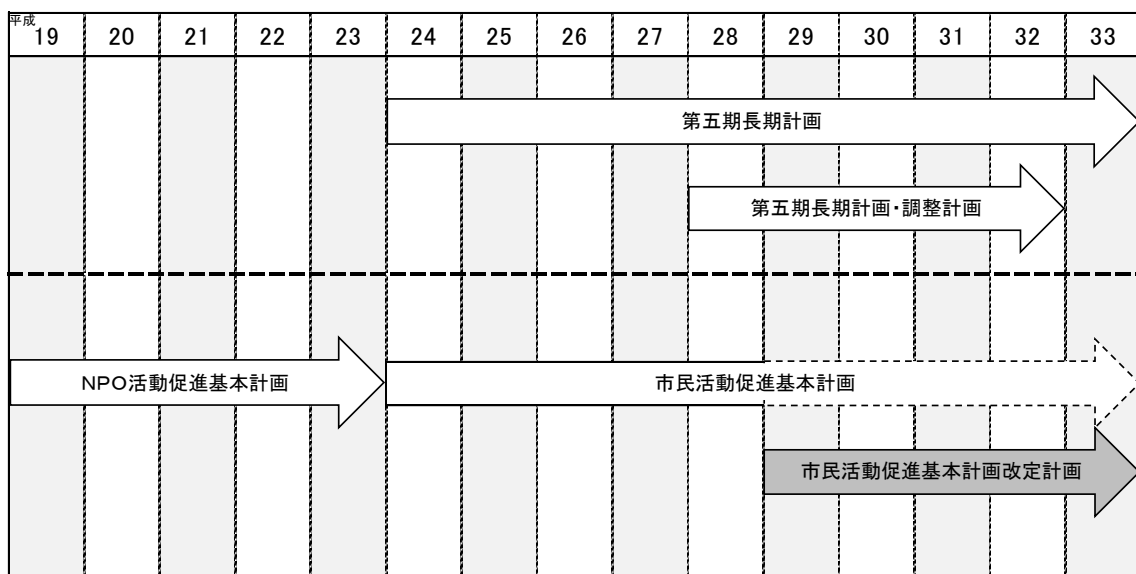 平成
19 20 21 22 23 24 25 26 27 28 29 30 31 32 33
第五期長期計画
第五期長期計画・調整計画
NPO活動促進基本計画 市民活動促進基本計画
市民活動促進基本計画改定計画